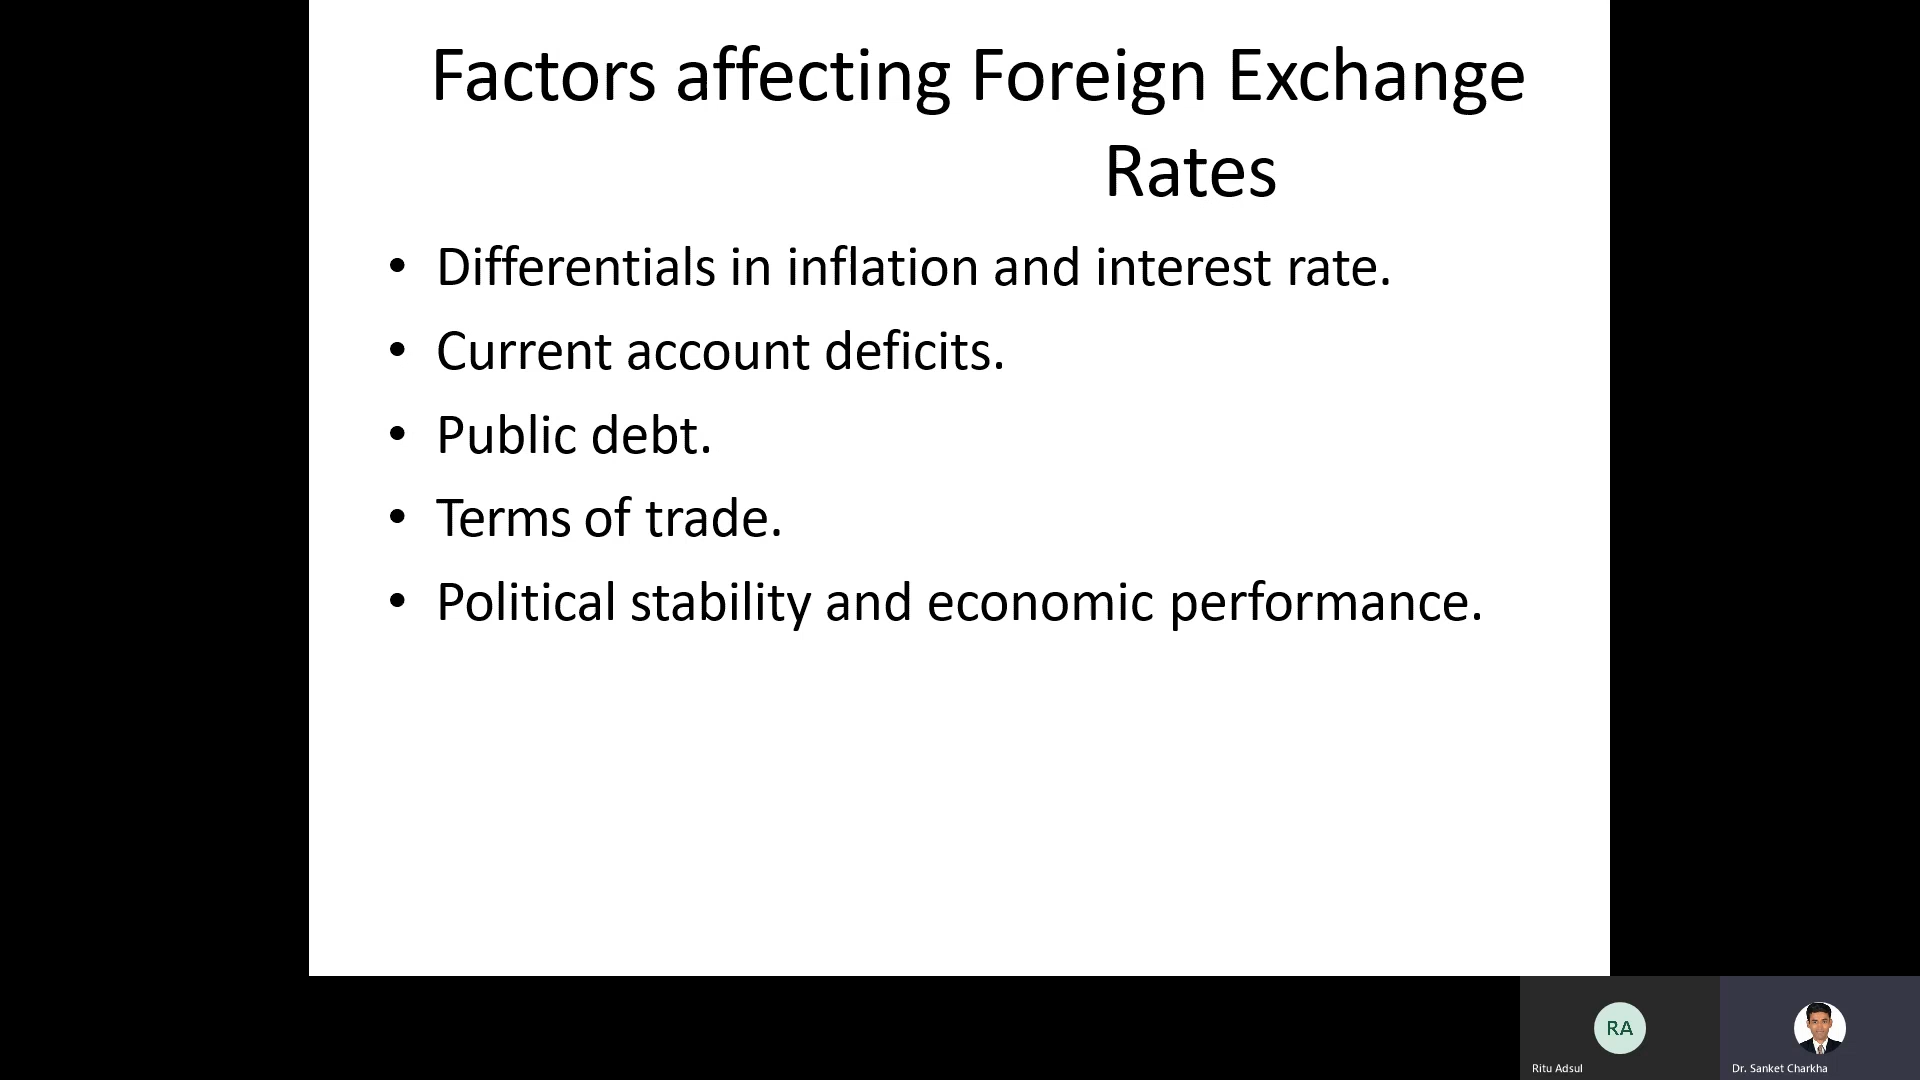 Factors affecting Foreign Exchange
Rates
• Differentials in inflation and interest rate.
• Current account deficits.
• Public debt.
• Terms of trade.
• Political stability and economic performance.
RA
Ritu Adsul
Dr. Sanket Charkha